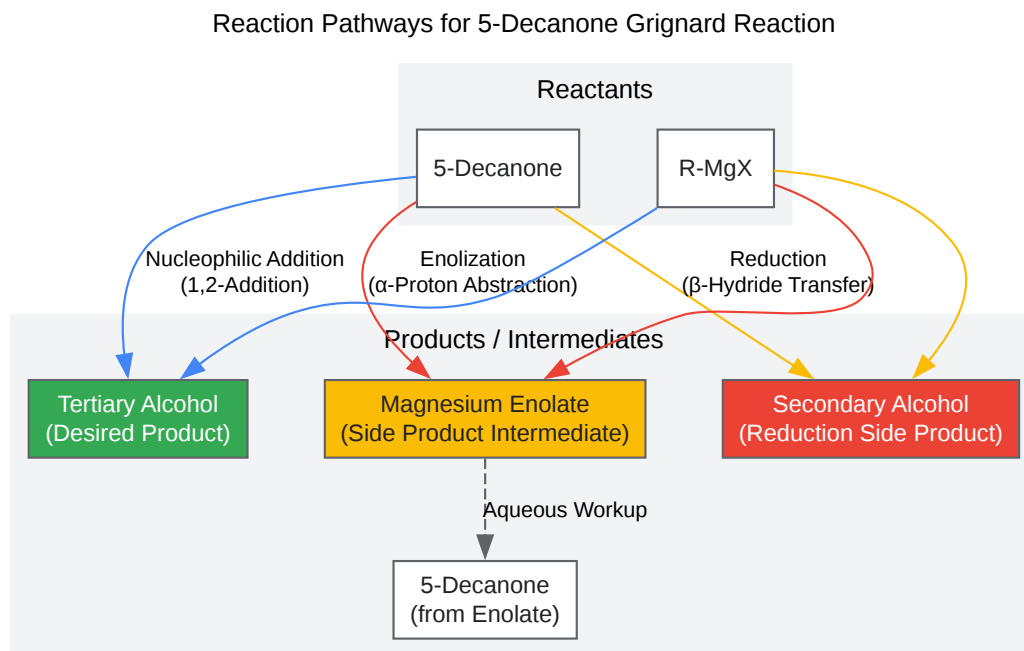 Reaction Pathways for 5-Decanone Grignard Reaction
Reactants
5-Decanone
R-MgX
Nucleophilic Addition
(1,2-Addition)
Enolization
(α-Proton Abstraction)
Reduction
(β-Hydride Transfer)
Products / Intermediates
Tertiary Alcohol
(Desired Product)
Magnesium Enolate
(Side Product Intermediate)
Secondary Alcohol
(Reduction Side Product)
Aqueous Workup
5-Decanone
(from Enolate)